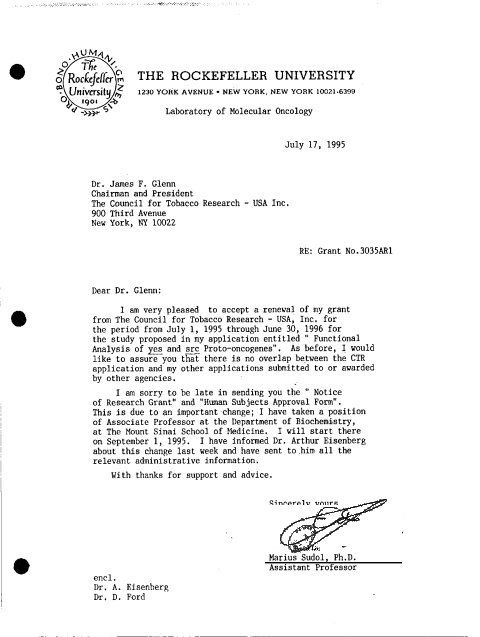 PRO·BONO·HUMANI·GENERIS
The
Rockefeller
University
1901
THE ROCKEFELLER UNIVERSITY
1230 YORK AVENUE • NEW YORK, NEW YORK 10021-6399
Laboratory of Molecular Oncology
July 17, 1995
Dr. James F. Glenn
Chairman and President
The Council for Tobacco Research - USA Inc.
900 Third Avenue
New York, NY 10022
RE: Grant No.3035AR1
Dear Dr. Glenn:
I am very pleased to accept a renewal of my grant
from The Council for Tobacco Research - USA, Inc. for
the period from July 1, 1995 through June 30, 1996 for
the study proposed in my application entitled " Functional
Analysis of yes and src Proto-oncogenes". As before, I would
like to assure you that there is no overlap between the CTR
application and my other applications submitted to or awarded
by other agencies.
I am sorry to be late in sending you the " Notice
of Research Grant" and "Human Subjects Approval Form".
This is due to an important change; I have taken a position
of Associate Professor at the Department of Biochemistry,
at The Mount Sinai School of Medicine. I will start there
on September 1, 1995. I have informed Dr. Arthur Eisenberg
about this change last week and have sent to him all the
relevant administrative information.
With thanks for support and advice.
Sincerely yours
Marius Sudol, Ph.D.
Assistant Professor
encl.
Dr. A. Eisenberg
Dr. D. Ford